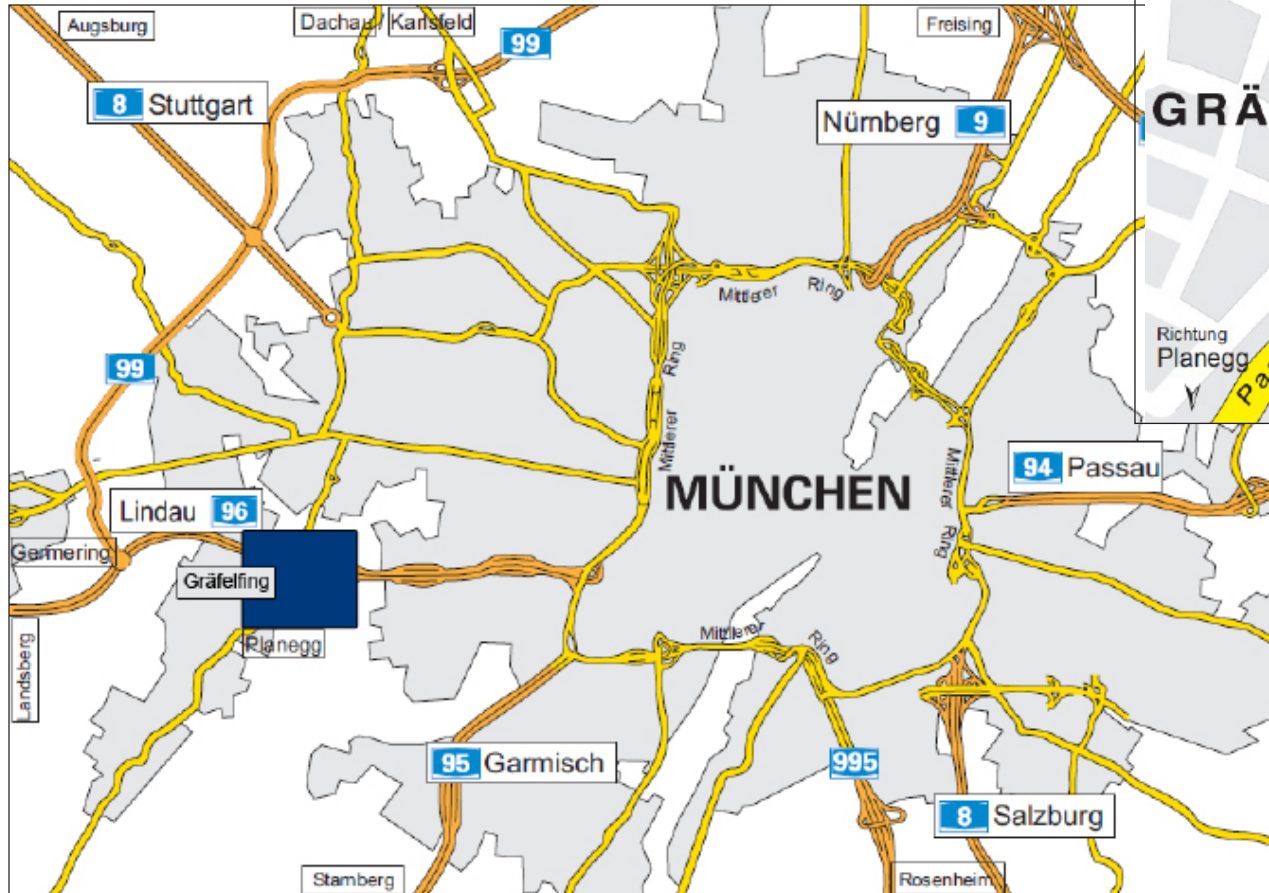 Augsburg
Dachau / Karlsfeld
99
Freising
8 Stuttgart
Nürnberg 9
GRÄ
Mittlerer Ring
Richtung
Planegg
Pa
99
Ring
Mittlerer
MÜNCHEN
Mittlerer Ring
94 Passau
Lindau 96
Germering
Gräfelfing
Planegg
Landsberg
Mittlerer Ring
95 Garmisch
995
8 Salzburg
Starnberg
Rosenheim